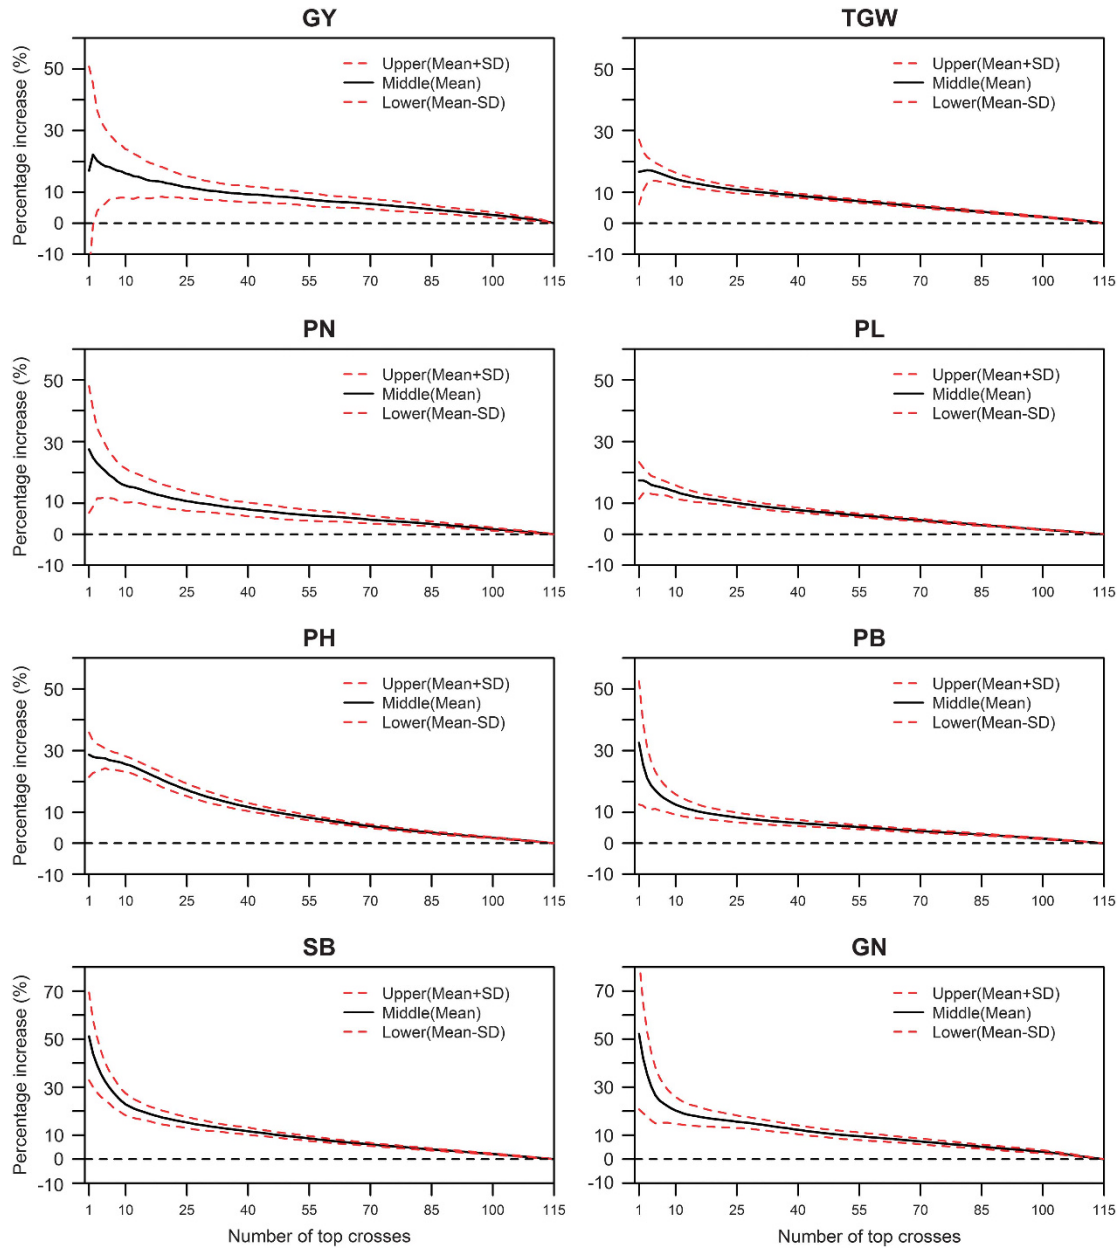 GY
Percentage increase (%)
50
30
10
0
-10
Upper(Mean+SD)
Middle(Mean)
Lower(Mean-SD)
1 10 25 40 55 70 85 100 115
TGW
50
30
10
0
-10
Upper(Mean+SD)
Middle(Mean)
Lower(Mean-SD)
1 10 25 40 55 70 85 100 115
PN
Percentage increase (%)
50
30
10
0
-10
Upper(Mean+SD)
Middle(Mean)
Lower(Mean-SD)
1 10 25 40 55 70 85 100 115
PL
50
30
10
0
-10
Upper(Mean+SD)
Middle(Mean)
Lower(Mean-SD)
1 10 25 40 55 70 85 100 115
PH
Percentage increase (%)
50
30
10
0
-10
Upper(Mean+SD)
Middle(Mean)
Lower(Mean-SD)
1 10 25 40 55 70 85 100 115
PB
50
30
10
0
-10
Upper(Mean+SD)
Middle(Mean)
Lower(Mean-SD)
1 10 25 40 55 70 85 100 115
SB
Percentage increase (%)
70
50
30
10
0
-10
Upper(Mean+SD)
Middle(Mean)
Lower(Mean-SD)
1 10 25 40 55 70 85 100 115
Number of top crosses
GN
70
50
30
10
0
-10
Upper(Mean+SD)
Middle(Mean)
Lower(Mean-SD)
1 10 25 40 55 70 85 100 115
Number of top crosses